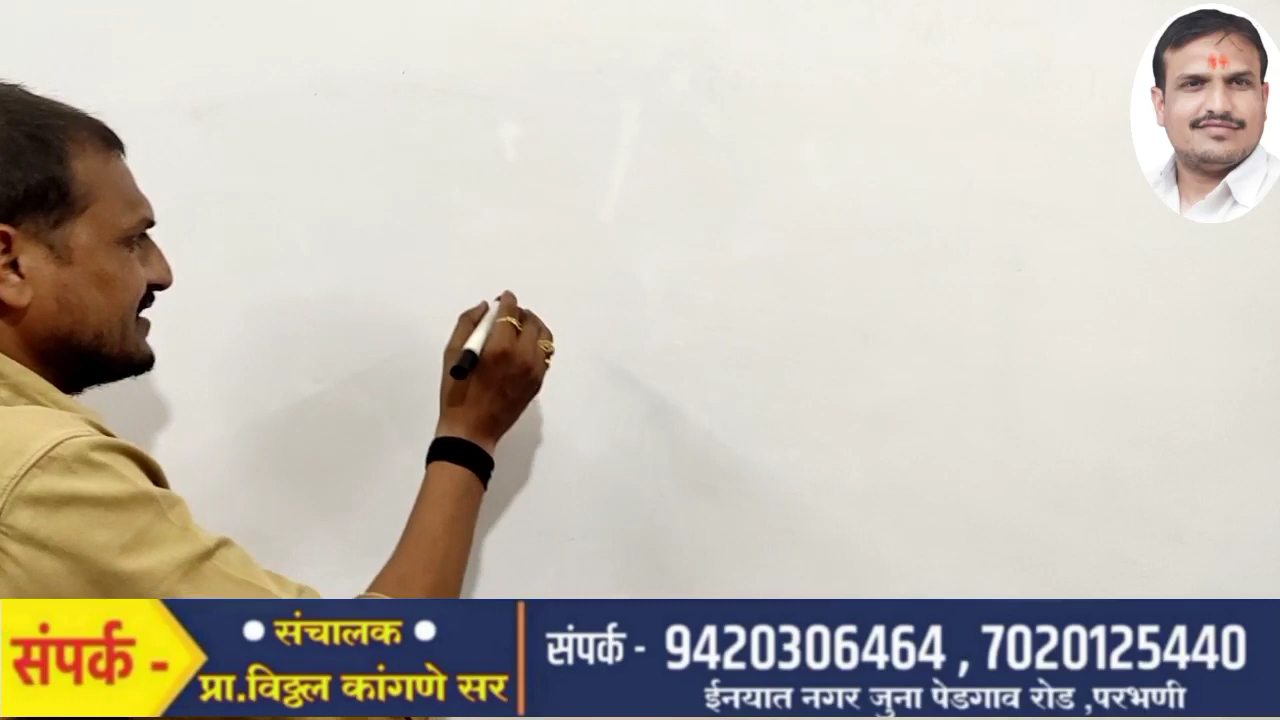 संपर्क -
संचालक
प्रा.विठ्ठल कांगणे सर
संपर्क - 9420306464 , 7020125440
ईनयात नगर जुना पेडगाव रोड ,परभणी